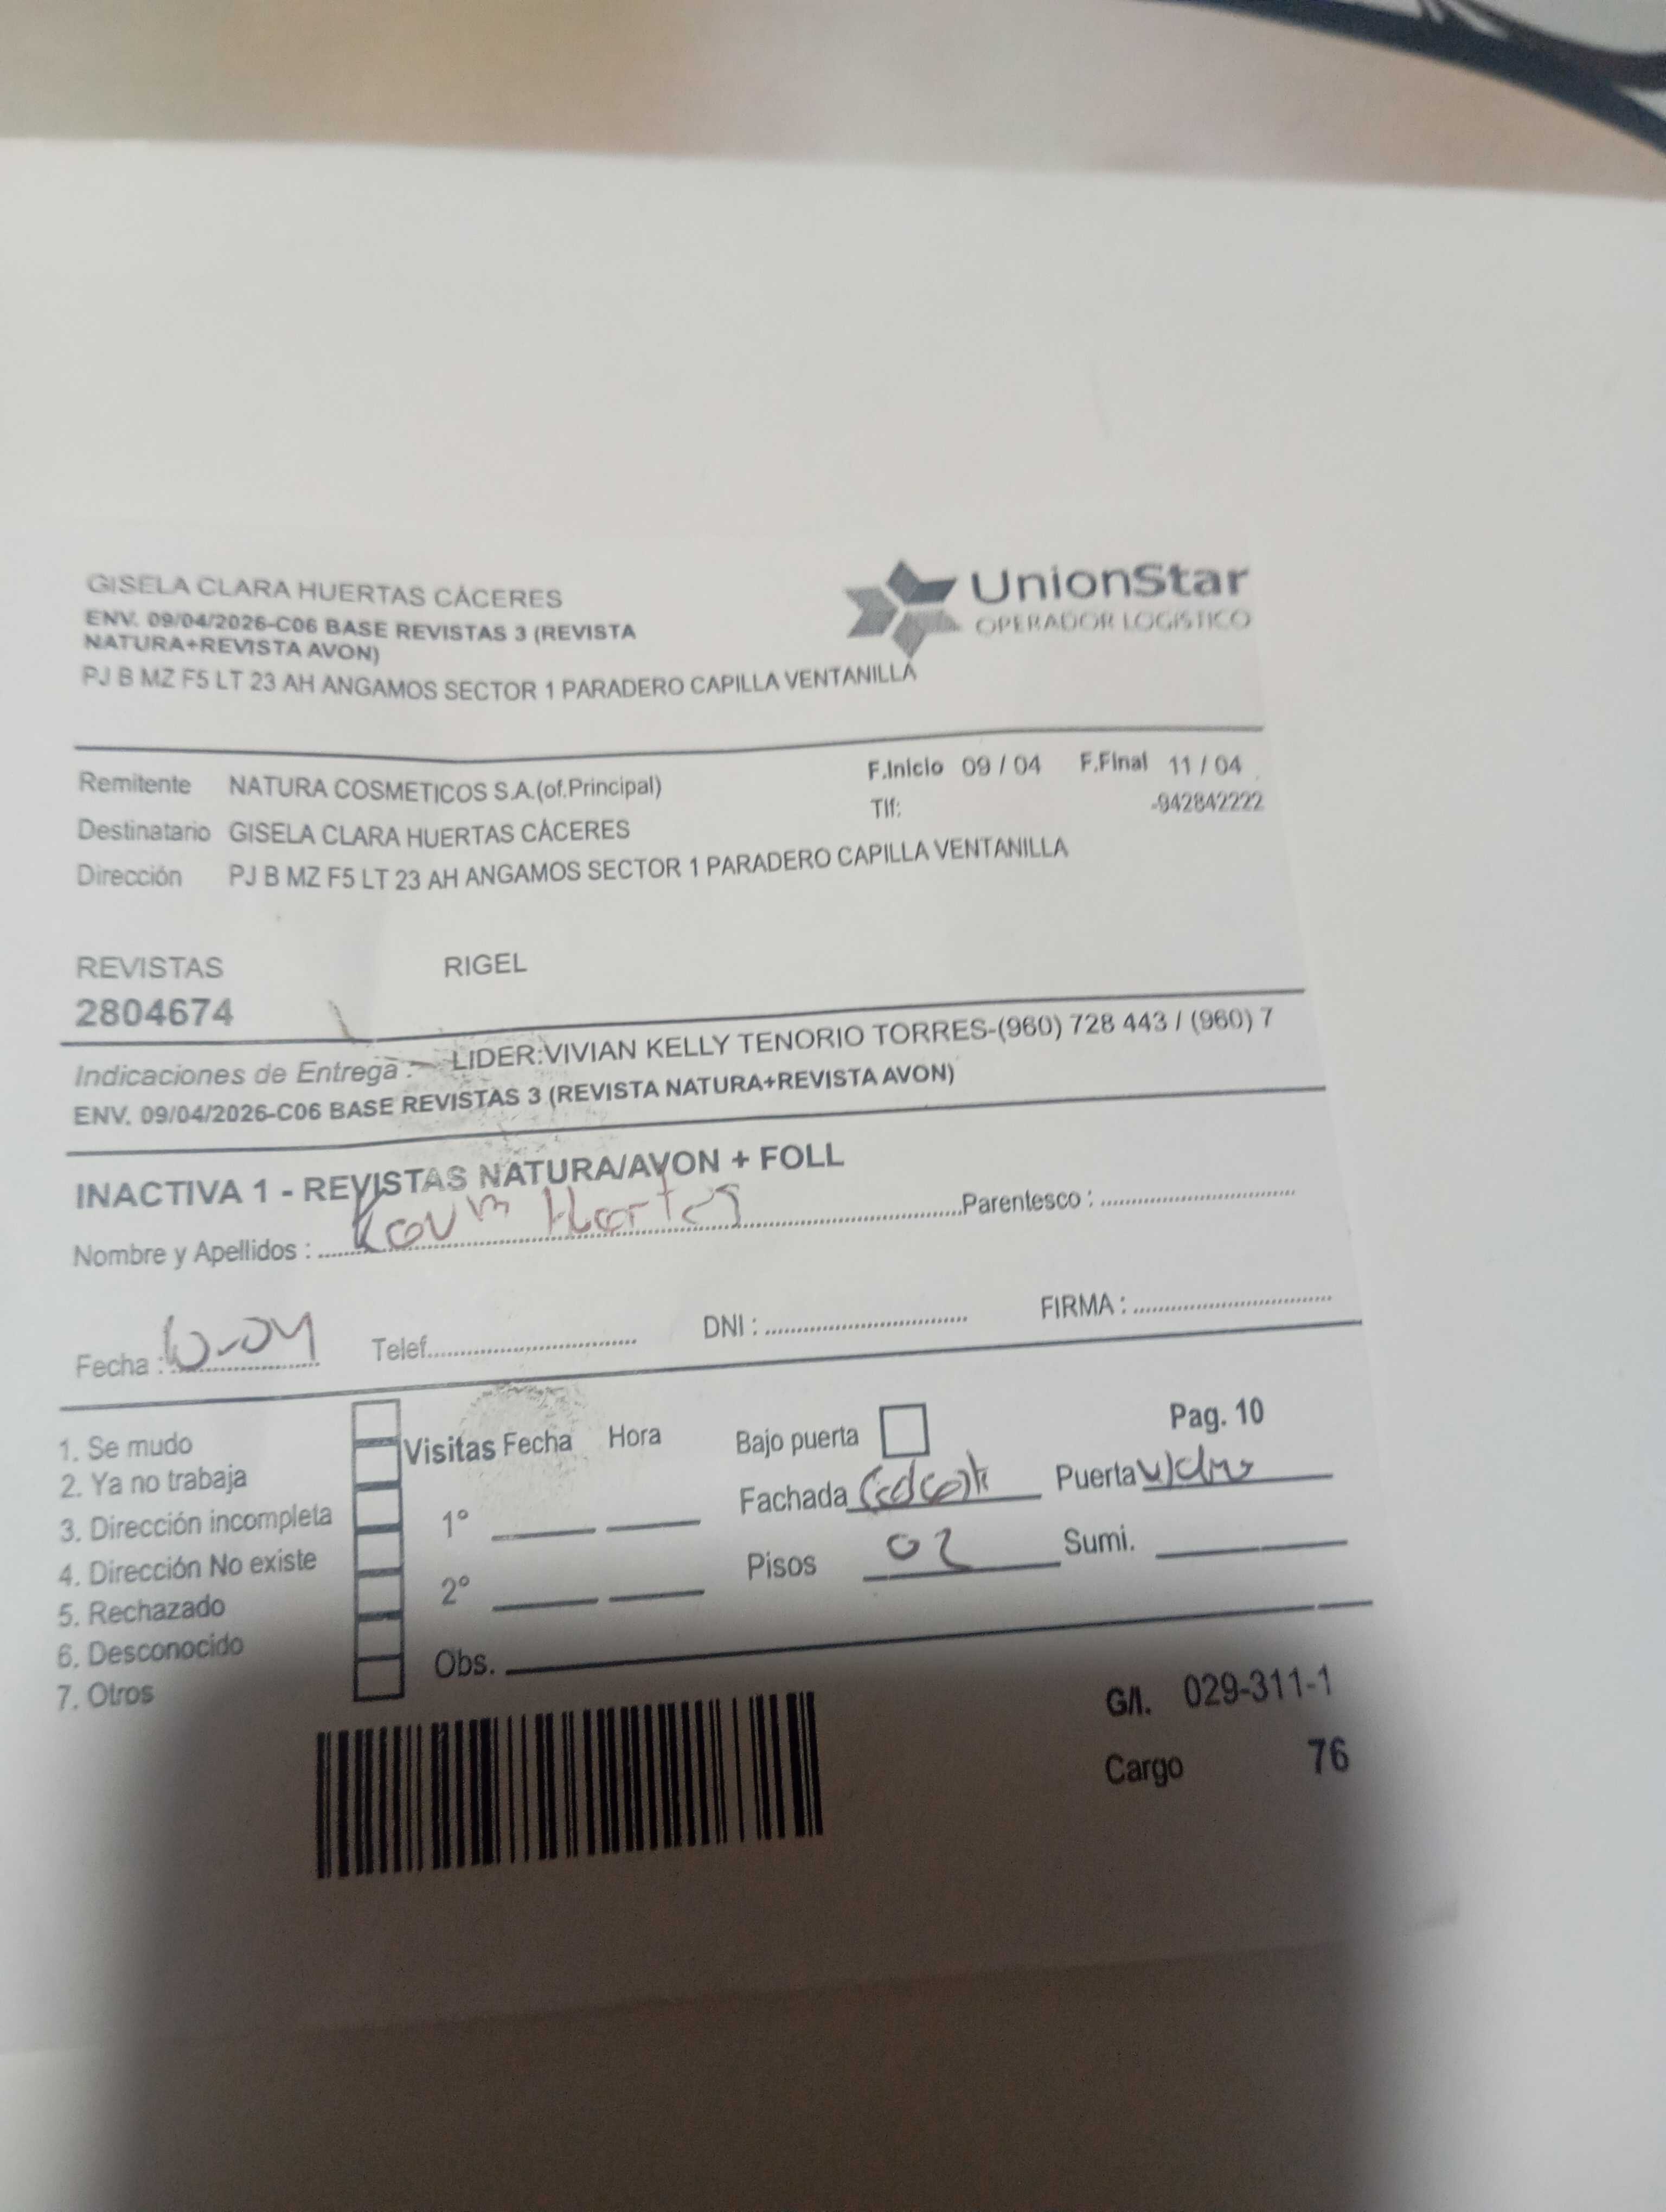 GISELA CLARA HUERTAS CÁCERES
ENV. 09/04/2026-C06 BASE REVISTAS 3 (REVISTA
NATURA+REVISTA AVON)
PJ B MZ F5 LT 23 AH ANGAMOS SECTOR 1 PARADERO CAPILLA VENTANILLA
UnionStar
OPERADOR LOGISTICO
Remitente NATURA COSMETICOS S.A.(of.Principal)
F.Inicio 09 / 04 F.Final 11 / 04
Tlf: -942842222
Destinatario GISELA CLARA HUERTAS CÁCERES
Dirección PJ B MZ F5 LT 23 AH ANGAMOS SECTOR 1 PARADERO CAPILLA VENTANILLA
REVISTAS RIGEL
2804674
Indicaciones de Entrega : LIDER:VIVIAN KELLY TENORIO TORRES-(960) 728 443 / (960) 7
ENV. 09/04/2026-C06 BASE REVISTAS 3 (REVISTA NATURA+REVISTA AVON)
INACTIVA 1 - REVISTAS NATURA/AVON + FOLL
Nombre y Apellidos : Parentesco :
Fecha : 10-04 Telef. DNI : FIRMA :
1. Se mudo
2. Ya no trabaja
3. Dirección incompleta
4. Dirección No existe
5. Rechazado
6. Desconocido
7. Otros
Visitas Fecha Hora
1°
2°
Obs.
Bajo puerta Pag. 10
Fachada Puerta
Pisos 02 Sumi.
G/I. 029-311-1
Cargo 76